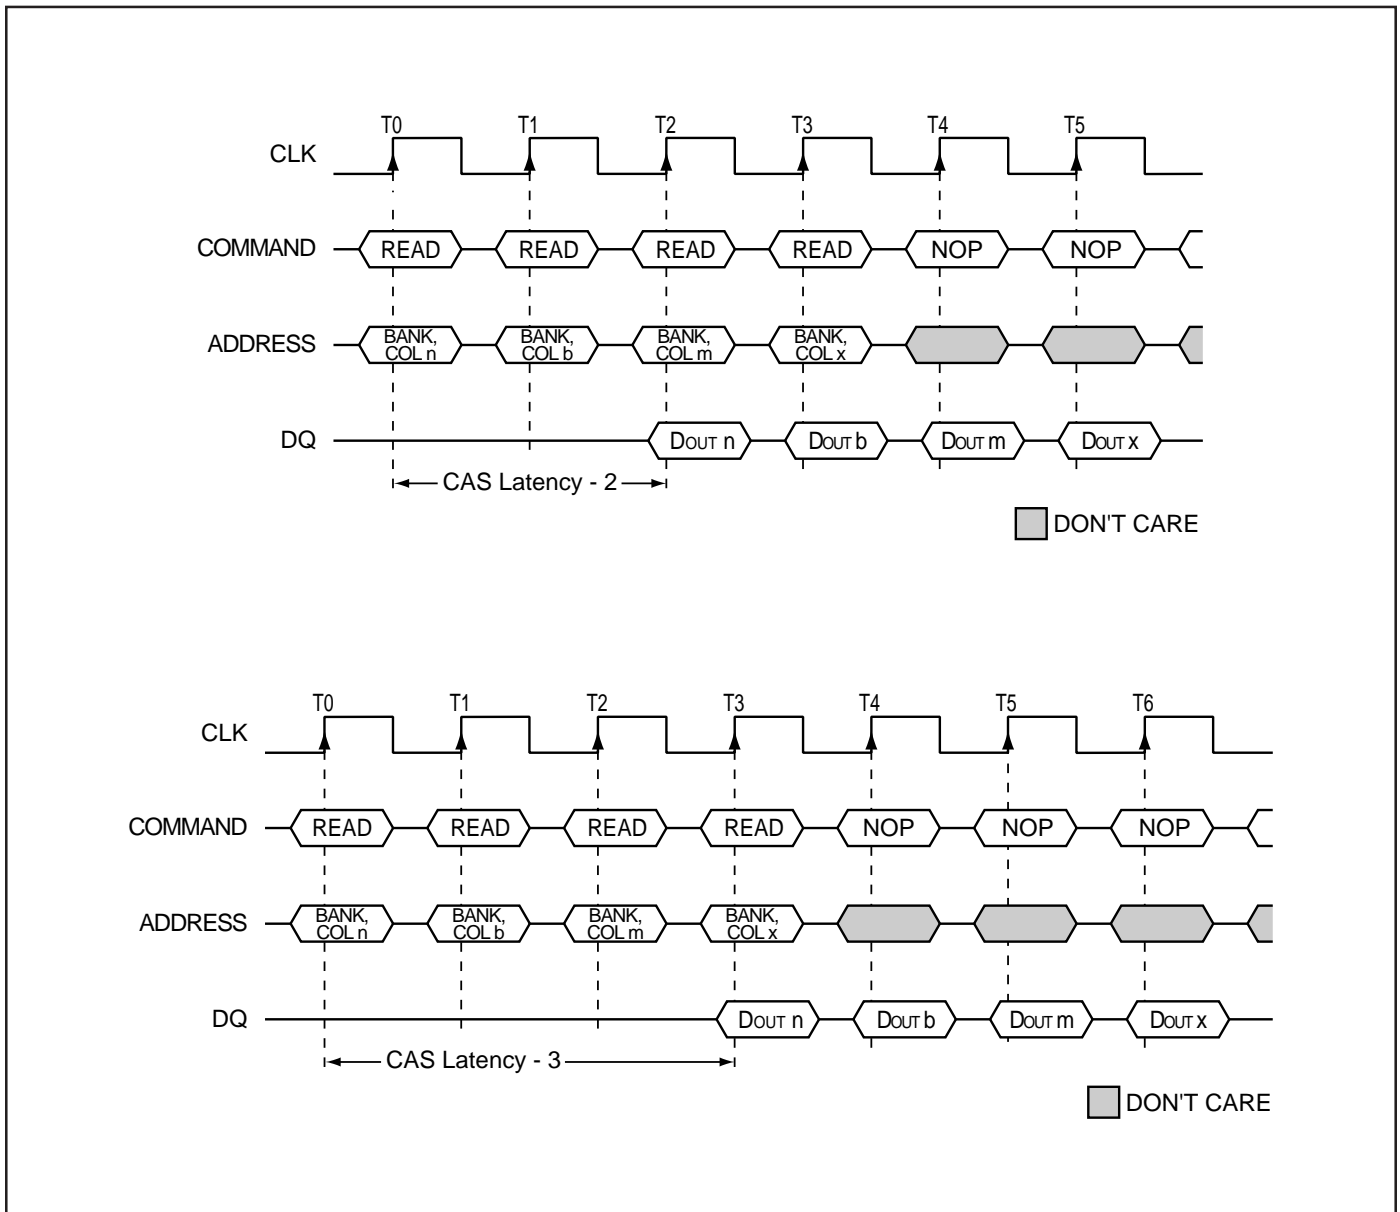 T0 T1 T2 T3 T4 T5
CLK
COMMAND READ READ READ READ NOP NOP
ADDRESS BANK, COL n BANK, COL b BANK, COL m BANK, COL x
DQ DOUT n DOUT b DOUT m DOUT x
CAS Latency - 2
DON'T CARE
T0 T1 T2 T3 T4 T5 T6
CLK
COMMAND READ READ READ READ NOP NOP NOP
ADDRESS BANK, COL n BANK, COL b BANK, COL m BANK, COL x
DQ DOUT n DOUT b DOUT m DOUT x
CAS Latency - 3
DON'T CARE